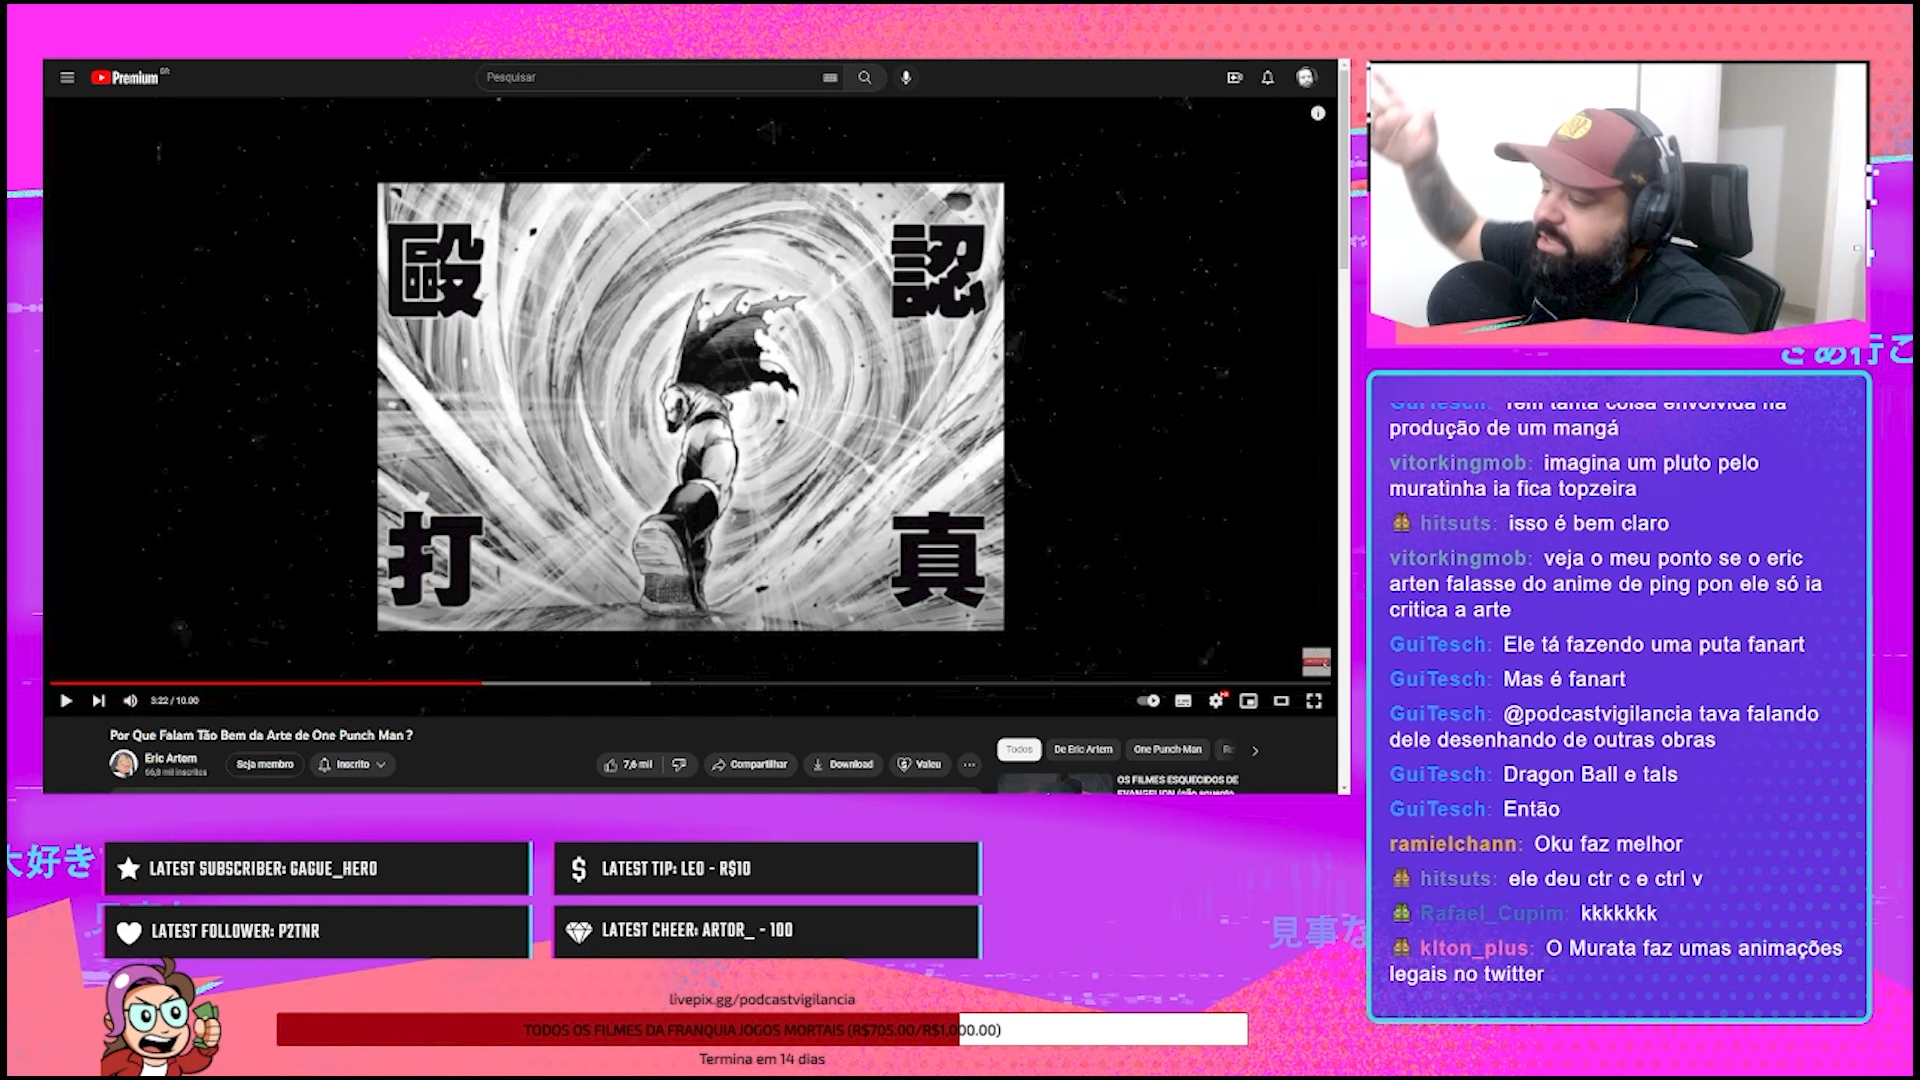 Premium BR
Pesquisar
殴 認
打 真
3:22 / 10:00
Por Que Falam Tão Bem da Arte de One Punch Man ?
Eric Artem
66,8 mil inscritos
Seja membro
Inscrito
7,6 mil
Compartilhar
Download
Valeu
Todos
De Eric Artem
One Punch-Man
OS FILMES ESQUECIDOS DE
produção de um mangá
vitorkingmob: imagina um pluto pelo
muratinha ia fica topzeira
hitsuts: isso é bem claro
vitorkingmob: veja o meu ponto se o eric
arten falasse do anime de ping pon ele só ia
critica a arte
GuiTesch: Ele tá fazendo uma puta fanart
GuiTesch: Mas é fanart
GuiTesch: @podcastvigilancia tava falando
dele desenhando de outras obras
GuiTesch: Dragon Ball e tals
GuiTesch: Então
ramielchann: Oku faz melhor
hitsuts: ele deu ctr c e ctrl v
Rafael_Cupim: kkkkkkk
klton_plus: O Murata faz umas animações
legais no twitter
大好き
見事な
LATEST SUBSCRIBER: GAGUE_HERO
LATEST TIP: LEO - R$10
LATEST FOLLOWER: P2TNR
LATEST CHEER: ARTOR_ - 100
livepix.gg/podcastvigilancia
TODOS OS FILMES DA FRANQUIA JOGOS MORTAIS (R$705.00/R$1,000.00)
Termina em 14 dias